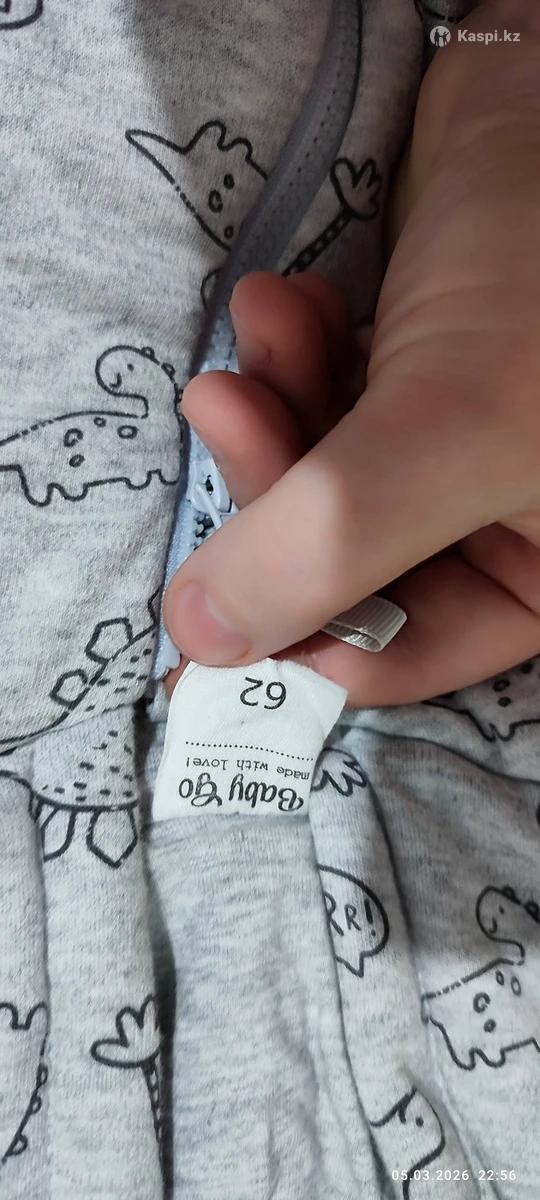 Kaspi.kz
62
made with love!
Baby Go
RR!
05.03.2026 22:56